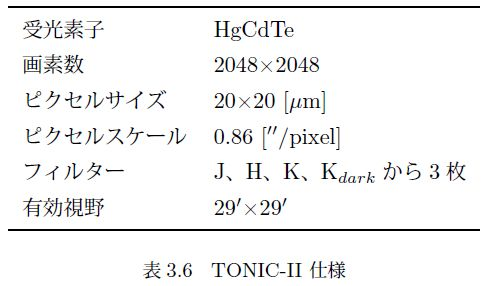 受光素子 HgCdTe
画素数 2048×2048
ピクセルサイズ 20×20 [μm]
ピクセルスケール 0.86 [′′/pixel]
フィルター J、H、K、Kdark から 3 枚
有効視野 29′×29′
表 3.6 TONIC-II 仕様